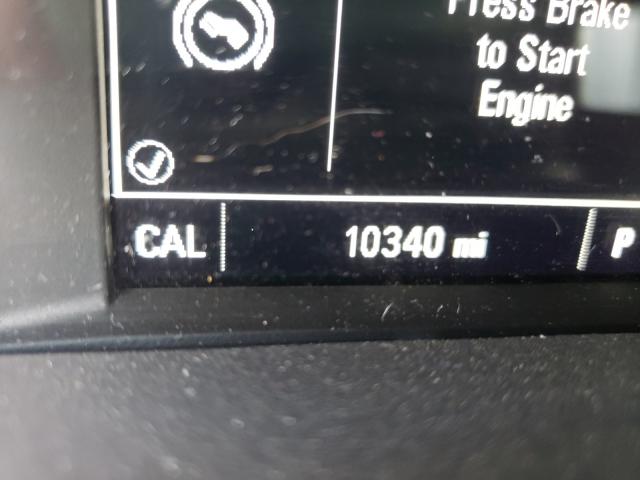 Press Brake
to Start
Engine
CAL 10340 mi P